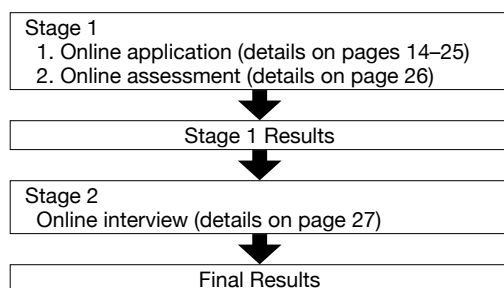 Stage 1
1. Online application (details on pages 14–25)
2. Online assessment (details on page 26)
Stage 1 Results
Stage 2
Online interview (details on page 27)
Final Results